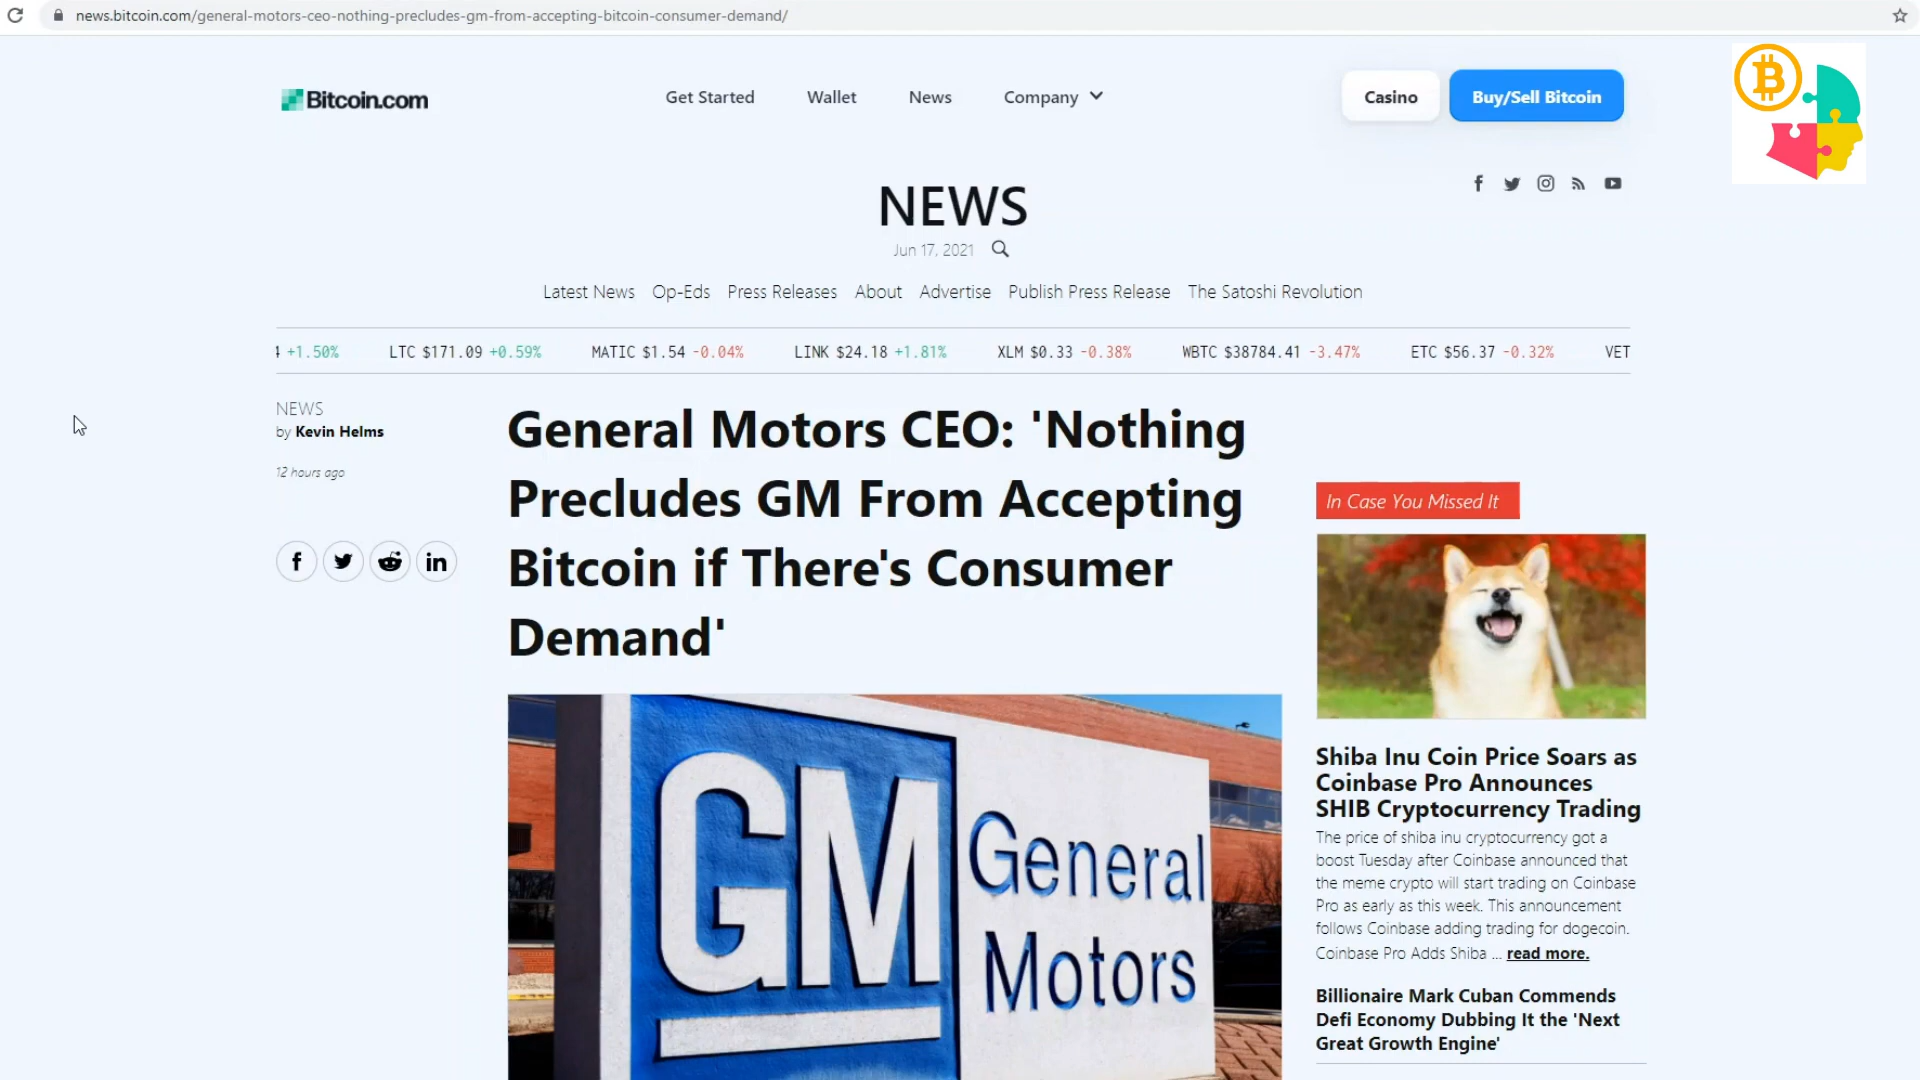 news.bitcoin.com/general-motors-ceo-nothing-precludes-gm-from-accepting-bitcoin-consumer-demand/
Bitcoin.com
Get Started Wallet News Company
Casino Buy/Sell Bitcoin
NEWS
Jun 17, 2021
Latest News Op-Eds Press Releases About Advertise Publish Press Release The Satoshi Revolution
+1.50% LTC $171.09 +0.59% MATIC $1.54 -0.04% LINK $24.18 +1.81% XLM $0.33 -0.38% WBTC $38784.41 -3.47% ETC $56.37 -0.32% VET
NEWS
by Kevin Helms
12 hours ago
General Motors CEO: 'Nothing
Precludes GM From Accepting
Bitcoin if There's Consumer
Demand'
GM
General
Motors
In Case You Missed It
Shiba Inu Coin Price Soars as
Coinbase Pro Announces
SHIB Cryptocurrency Trading
The price of shiba inu cryptocurrency got a
boost Tuesday after Coinbase announced that
the meme crypto will start trading on Coinbase
Pro as early as this week. This announcement
follows Coinbase adding trading for dogecoin.
Coinbase Pro Adds Shiba ... read more.
Billionaire Mark Cuban Commends
Defi Economy Dubbing It the 'Next
Great Growth Engine'